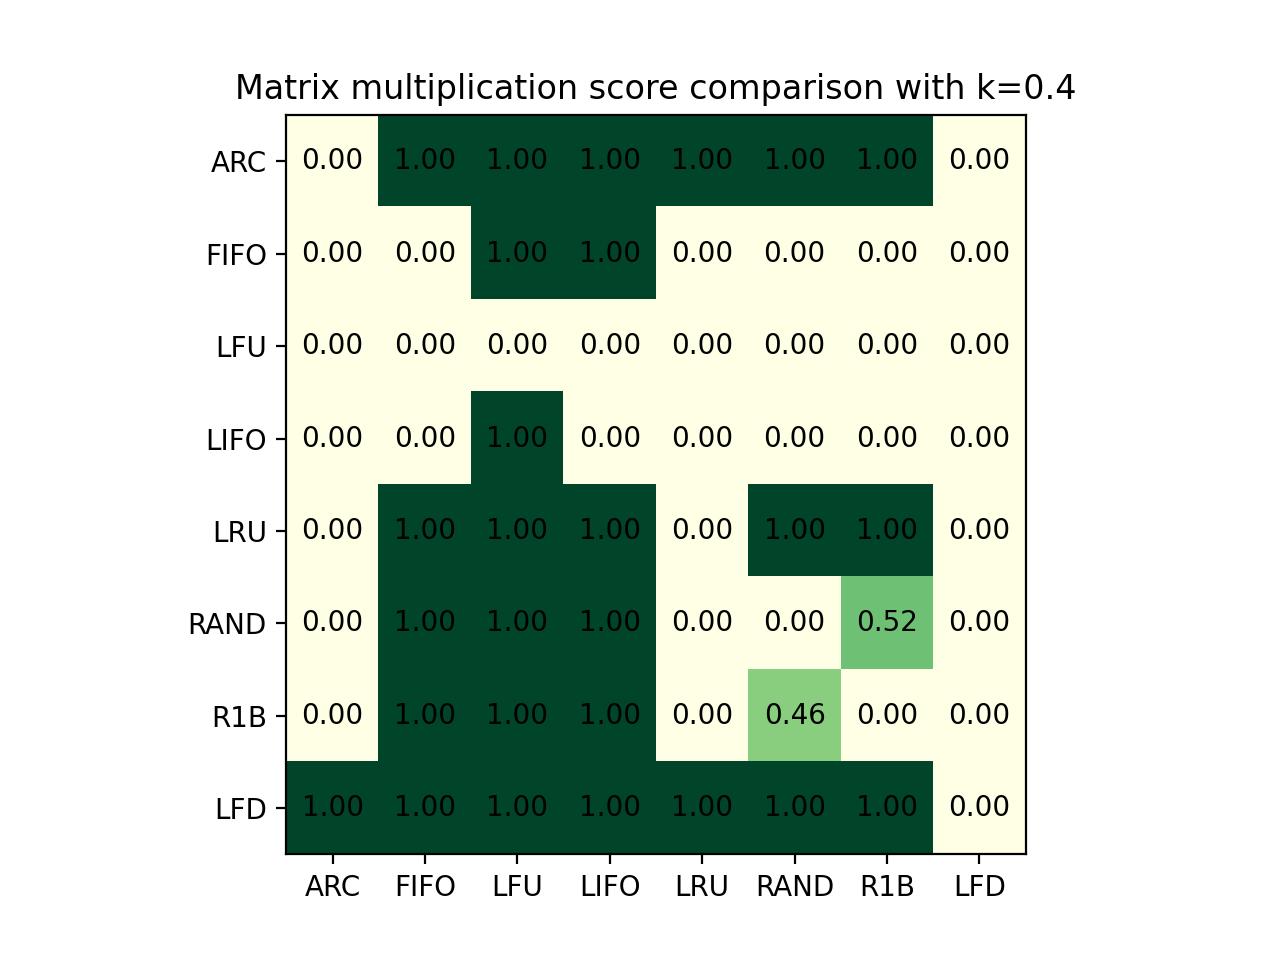 Matrix multiplication score comparison with k=0.4
ARC 0.00 1.00 1.00 1.00 1.00 1.00 1.00 0.00
FIFO 0.00 0.00 1.00 1.00 0.00 0.00 0.00 0.00
LFU 0.00 0.00 0.00 0.00 0.00 0.00 0.00 0.00
LIFO 0.00 0.00 1.00 0.00 0.00 0.00 0.00 0.00
LRU 0.00 1.00 1.00 1.00 0.00 1.00 1.00 0.00
RAND 0.00 1.00 1.00 1.00 0.00 0.00 0.52 0.00
R1B 0.00 1.00 1.00 1.00 0.00 0.46 0.00 0.00
LFD 1.00 1.00 1.00 1.00 1.00 1.00 1.00 0.00
ARC FIFO LFU LIFO LRU RAND R1B LFD